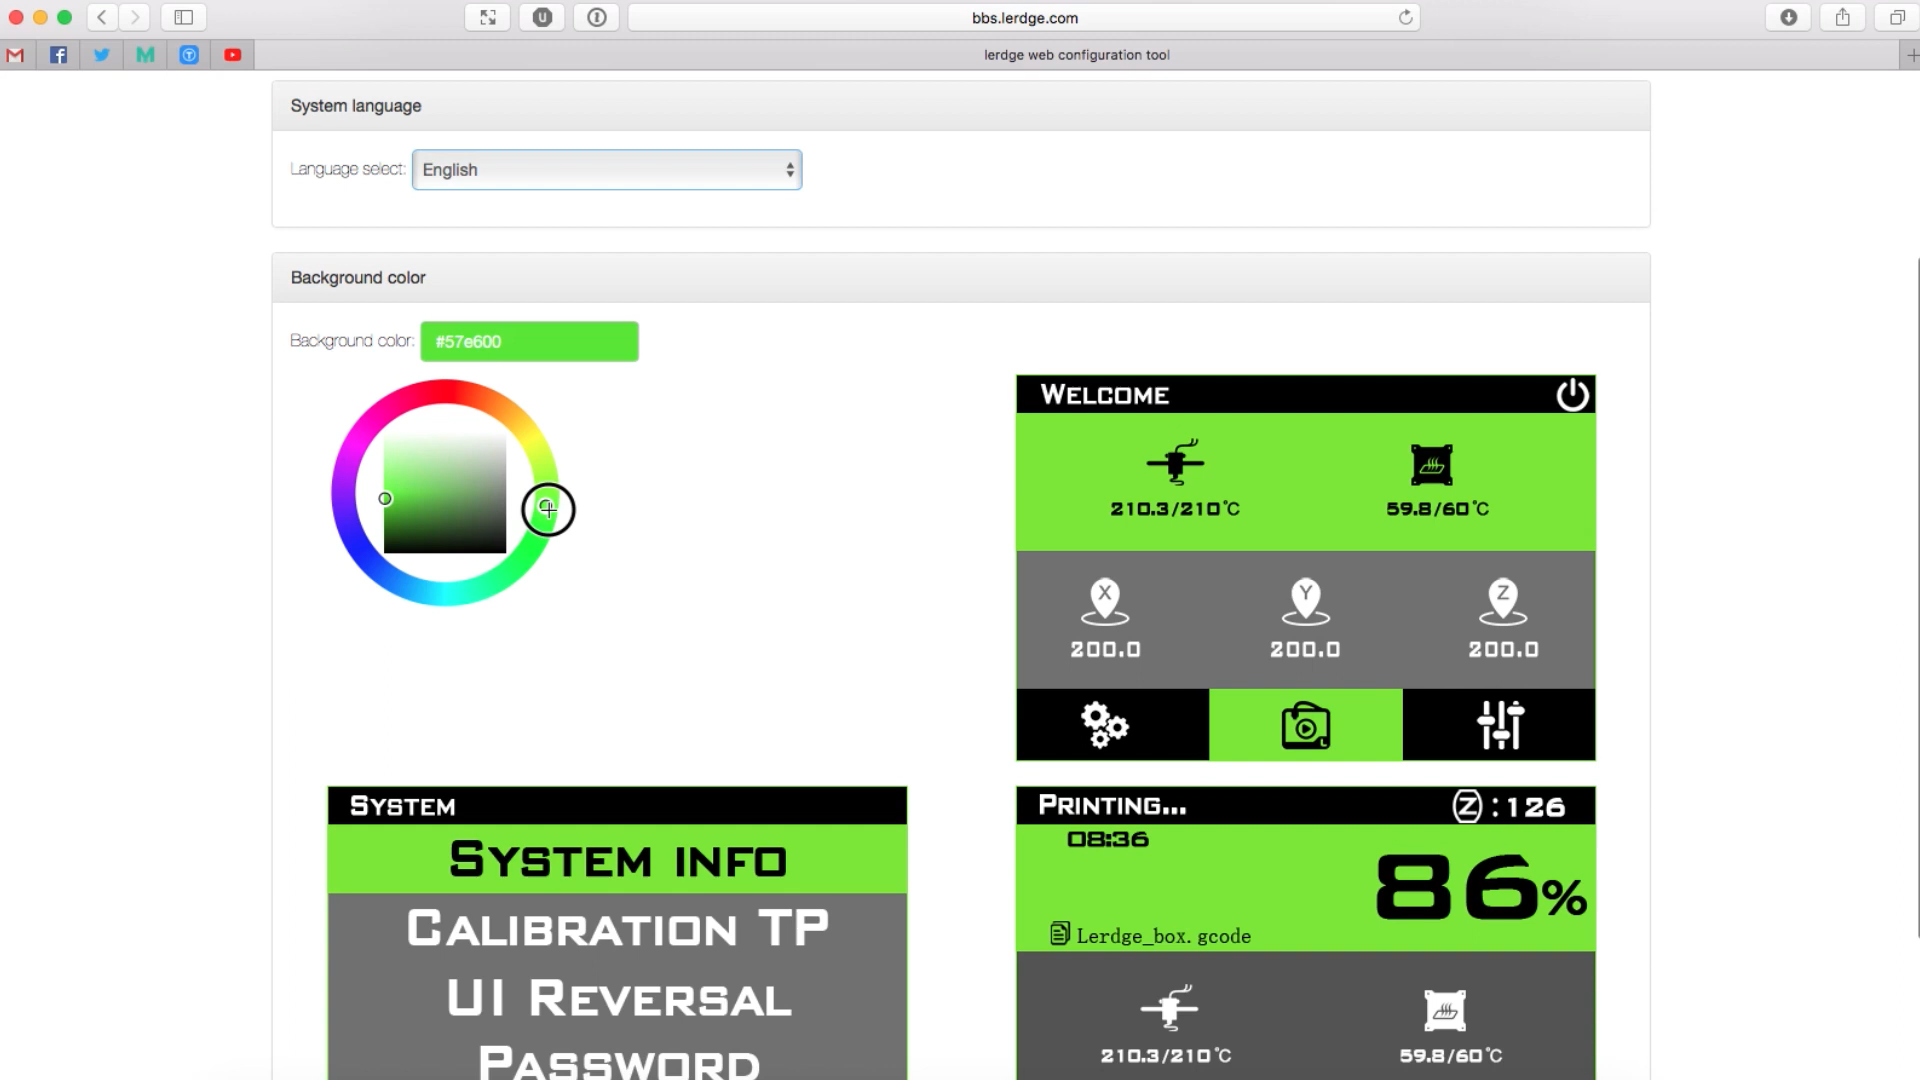 bbs.lerdge.com
lerdge web configuration tool
System language
Language select: English
Background color
Background color: #57e600
WELCOME
210.3/210℃
59.8/60℃
X
Y
Z
200.0
200.0
200.0
SYSTEM
SYSTEM INFO
CALIBRATION TP
UI REVERSAL
PASSWORD
PRINTING...
Z:126
08:36
86%
Lerdge_box.gcode
210.3/210℃
59.8/60℃